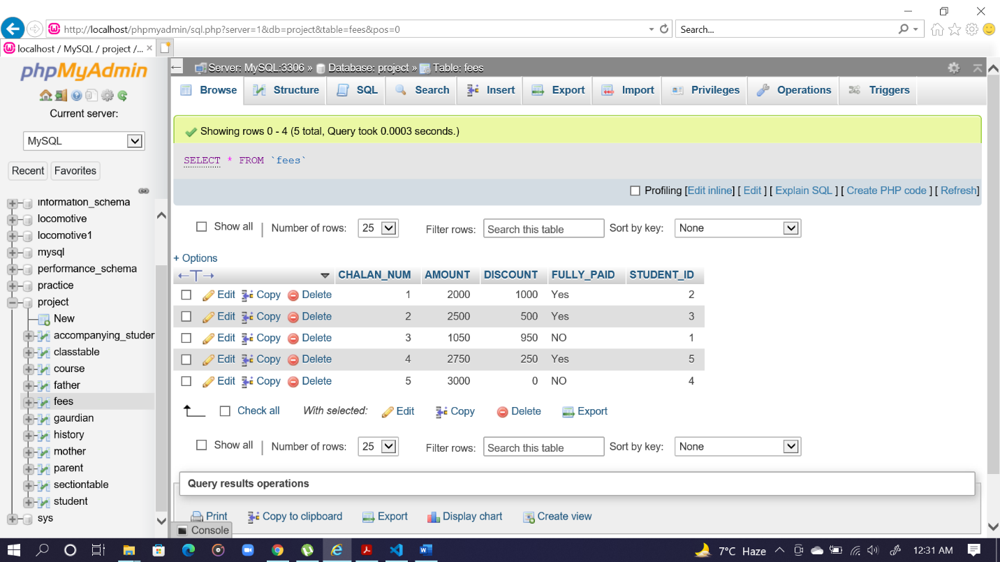 http://localhost/phpmyadmin/sql.php?server=1&db=project&table=fees&pos=0
Search...
localhost / MySQL / project /...
phpMyAdmin
Current server:
MySQL
Recent
Favorites
information_schema
locomotive
locomotive1
mysql
performance_schema
practice
project
New
accompanying_studen
classtable
course
father
fees
gaurdian
history
mother
parent
sectiontable
student
sys
Server: MySQL:3306 » Database: project » Table: fees
Browse Structure SQL Search Insert Export Import Privileges Operations Triggers
Showing rows 0 - 4 (5 total, Query took 0.0003 seconds.)
SELECT * FROM `fees`
Profiling [Edit inline] [ Edit ] [ Explain SQL ] [ Create PHP code ] [ Refresh]
Show all | Number of rows: 25 Filter rows: Search this table Sort by key: None
+ Options
←T→ CHALAN_NUM AMOUNT DISCOUNT FULLY_PAID STUDENT_ID
Edit Copy Delete 1 2000 1000 Yes 2
Edit Copy Delete 2 2500 500 Yes 3
Edit Copy Delete 3 1050 950 NO 1
Edit Copy Delete 4 2750 250 Yes 5
Edit Copy Delete 5 3000 0 NO 4
Check all With selected: Edit Copy Delete Export
Show all | Number of rows: 25 Filter rows: Search this table Sort by key: None
Query results operations
Print Copy to clipboard Export Display chart Create view
Console
7°C Haze 12:31 AM